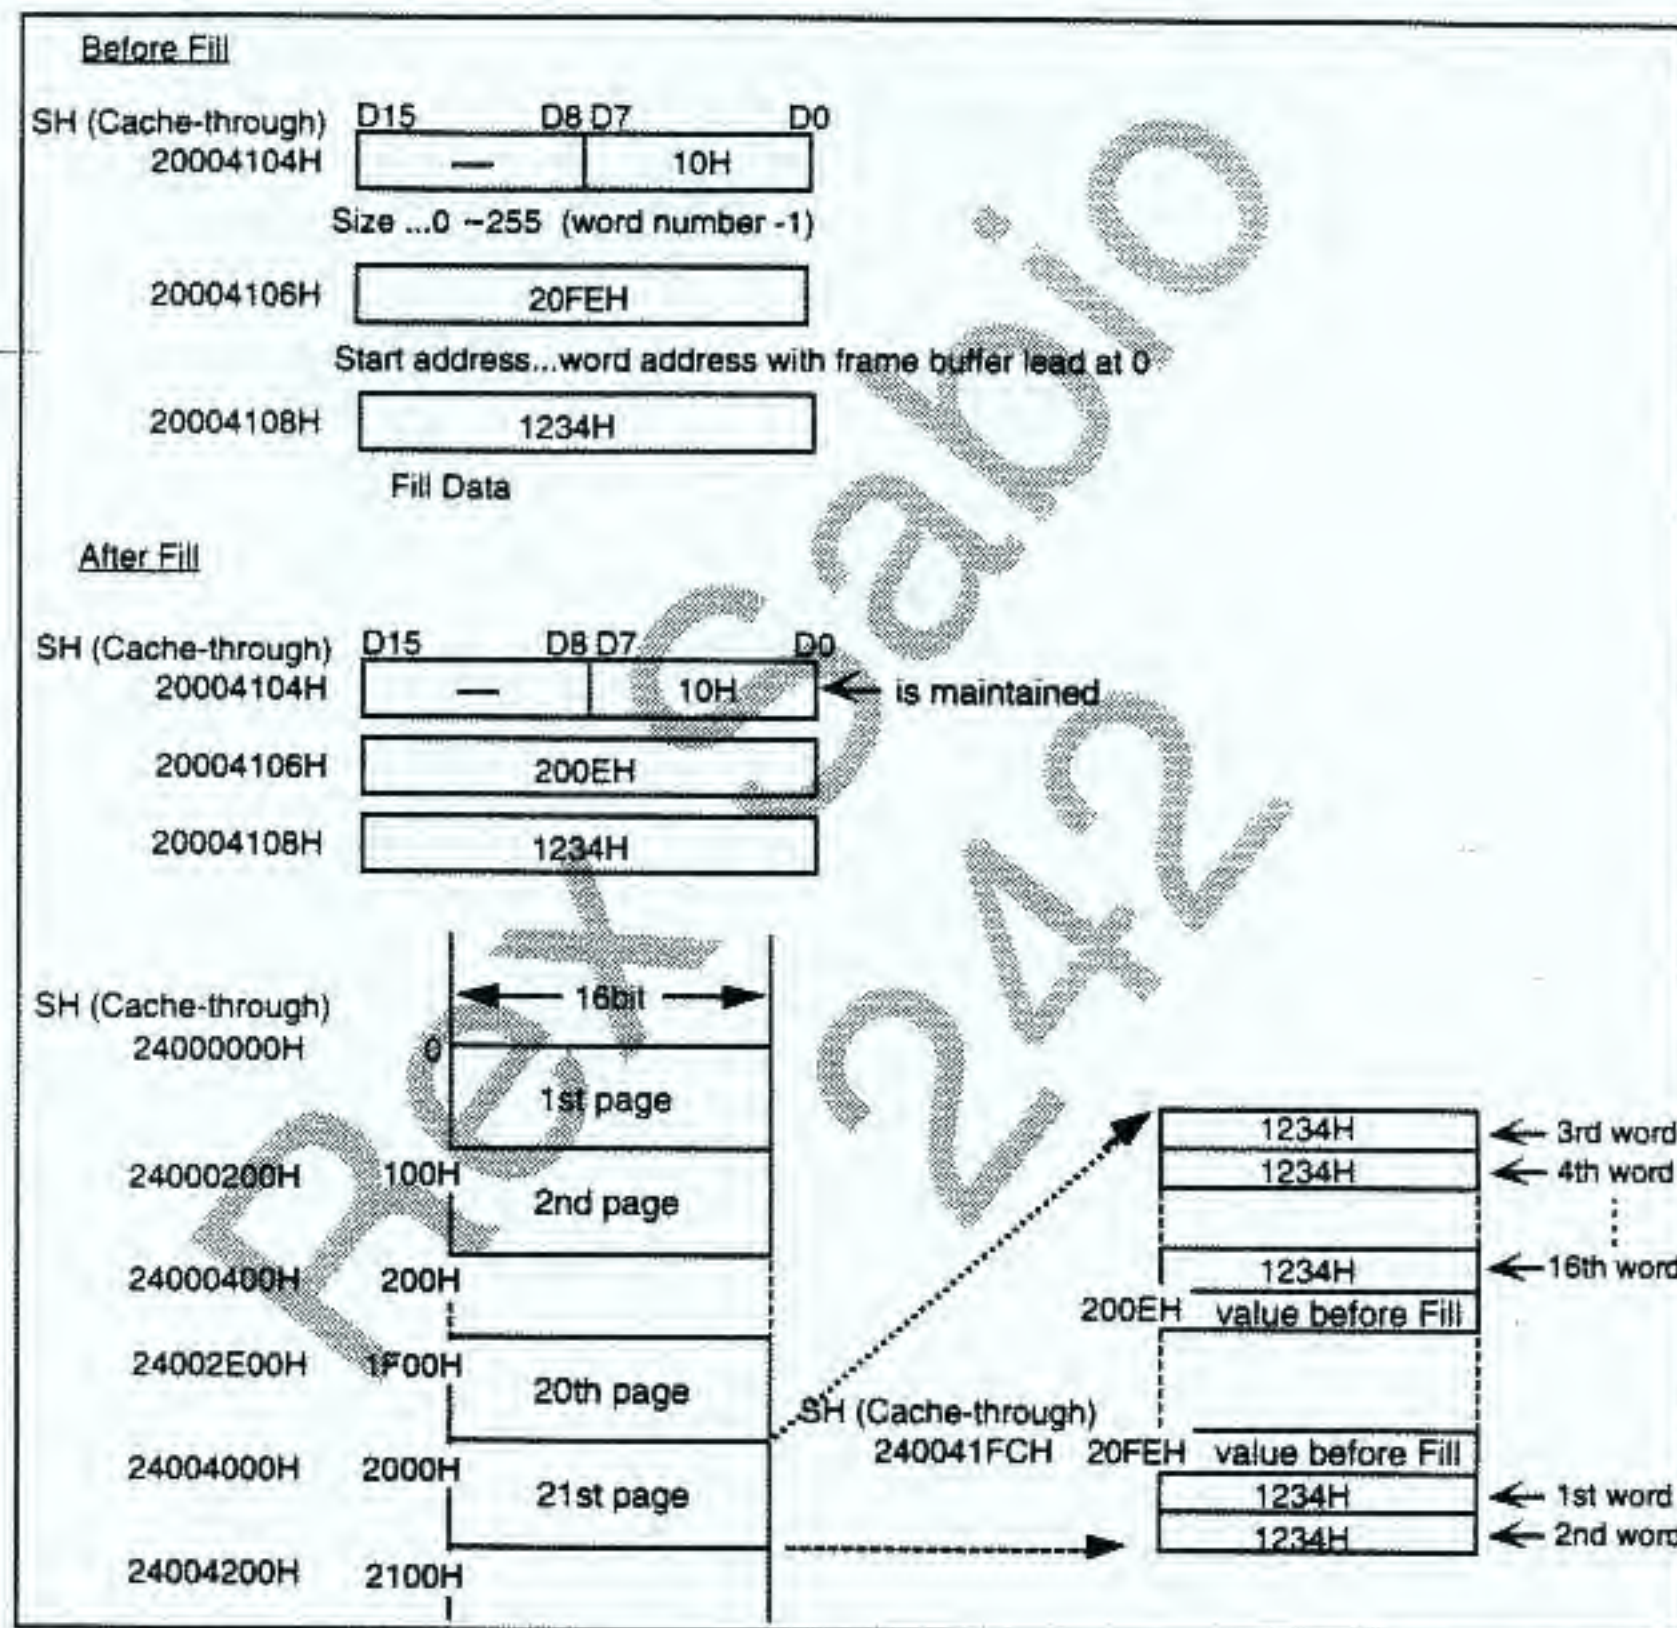 Before Fill
SH (Cache-through) D15 D8 D7 D0
20004104H — 10H
Size ...0 ~255 (word number -1)
20004106H 20FEH
Start address...word address with frame buffer lead at 0
20004108H 1234H
Fill Data
After Fill
SH (Cache-through) D15 D8 D7 D0
20004104H — 10H is maintained
20004106H 200EH
20004108H 1234H
16bit
SH (Cache-through)
24000000H 0
1st page
1234H 3rd word
24000200H 100H 1234H 4th word
2nd page
24000400H 200H 1234H 16th word
200EH value before Fill
24002E00H 1F00H
20th page
SH (Cache-through)
240041FCH 20FEH value before Fill
24004000H 2000H
21st page 1234H 1st word
1234H 2nd word
24004200H 2100H
Rex Sabio
242